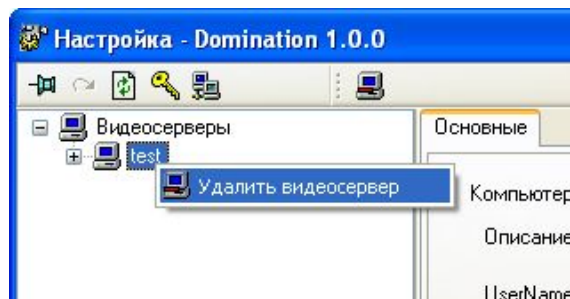 Настройка - Domination 1.0.0
Видеосерверы
test
Удалить видеосервер
Основные
Компьютер
Описание
UserName